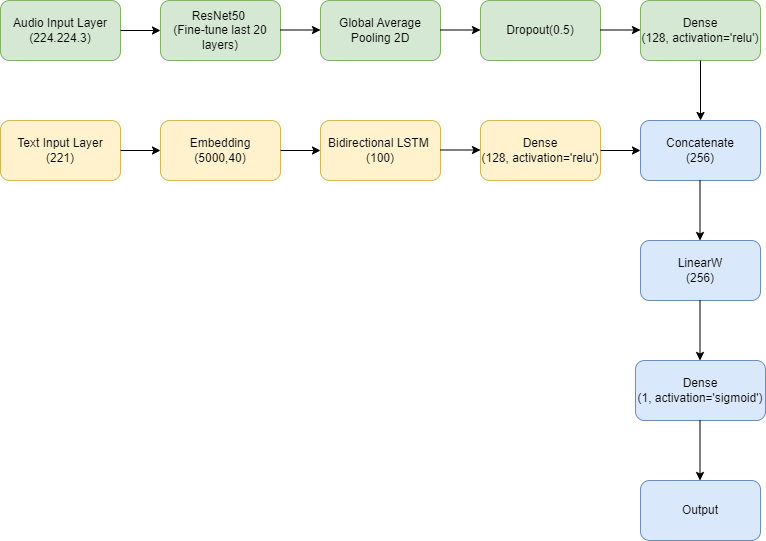 Audio Input Layer
(224.224.3)
ResNet50
(Fine-tune last 20
layers)
Global Average
Pooling 2D
Dropout(0.5)
Dense
(128, activation='relu')
Text Input Layer
(221)
Embedding
(5000,40)
Bidirectional LSTM
(100)
Dense
(128, activation='relu')
Concatenate
(256)
LinearW
(256)
Dense
(1, activation='sigmoid')
Output